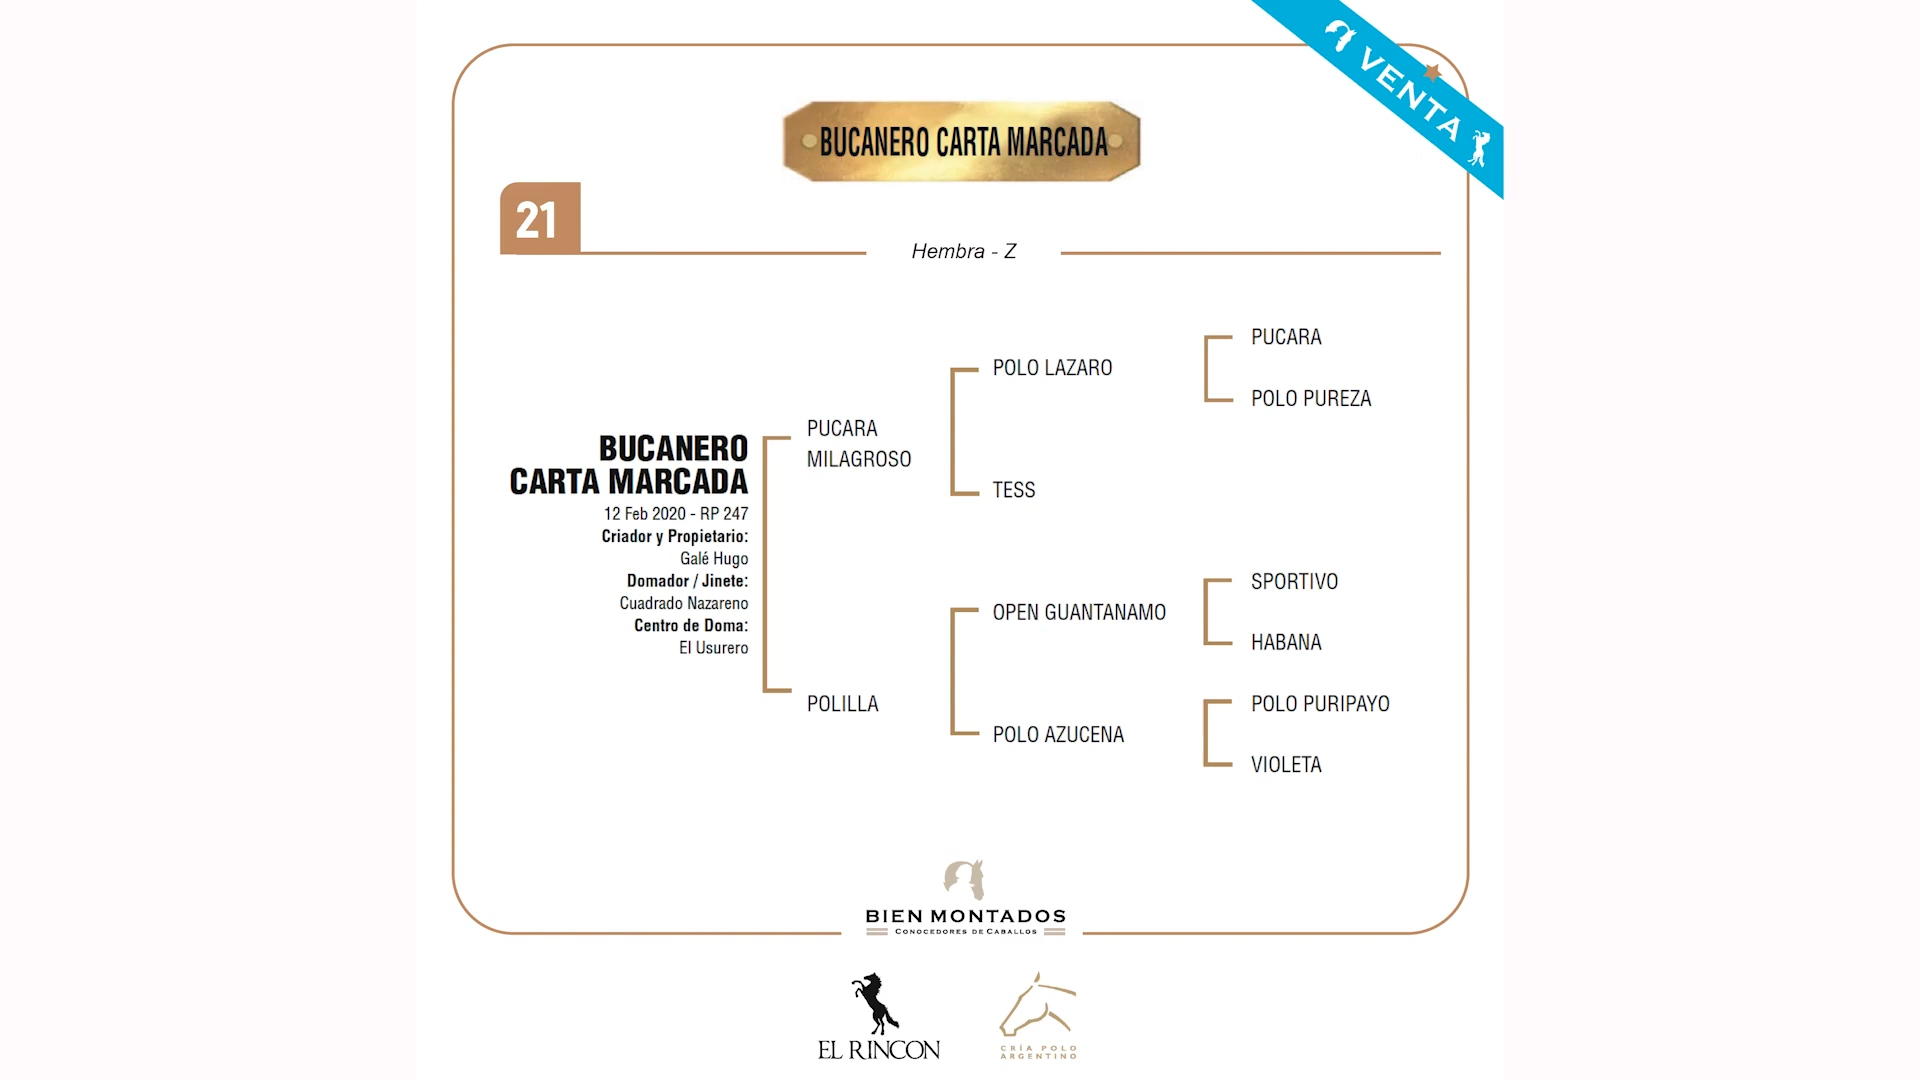 VENTA
BUCANERO CARTA MARCADA
21
Hembra - Z
PUCARA
POLO LAZARO
POLO PUREZA
PUCARA
MILAGROSO
TESS
BUCANERO
CARTA MARCADA
12 Feb 2020 - RP 247
Criador y Propietario:
Galé Hugo
Domador / Jinete:
Cuadrado Nazareno
Centro de Doma:
El Usurero
SPORTIVO
OPEN GUANTANAMO
HABANA
POLILLA
POLO PURIPAYO
POLO AZUCENA
VIOLETA
BIEN MONTADOS
CONOCEDORES DE CABALLOS
EL RINCON
CRÍA POLO
ARGENTINO